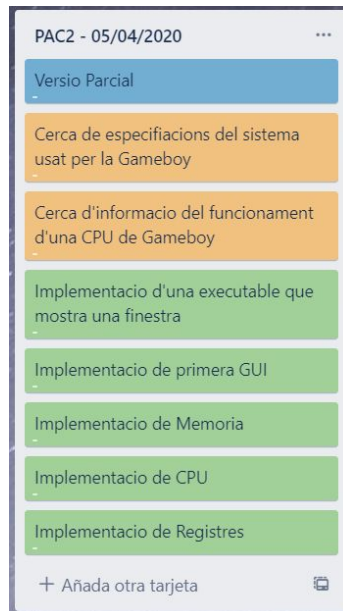 PAC2 - 05/04/2020
Versio Parcial
Cerca de especifiacions del sistema
usat per la Gameboy
Cerca d'informacio del funcionament
d'una CPU de Gameboy
Implementacio d'una executable que
mostra una finestra
Implementacio de primera GUI
Implementacio de Memoria
Implementacio de CPU
Implementacio de Registres
+ Añada otra tarjeta